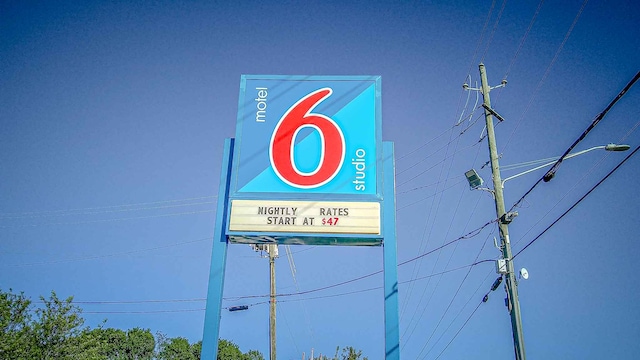 motel
6
studio
NIGHTLY RATES
START AT $47